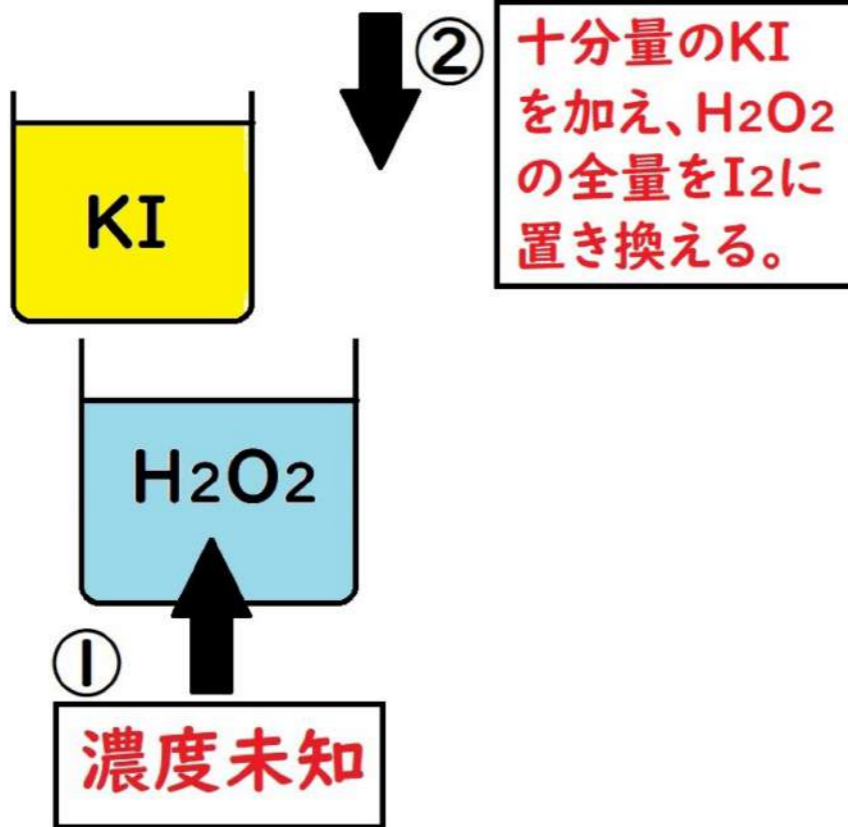 ②
十分量のKI
を加え、H2O2
の全量をI2に
置き換える。
KI
H2O2
①
濃度未知